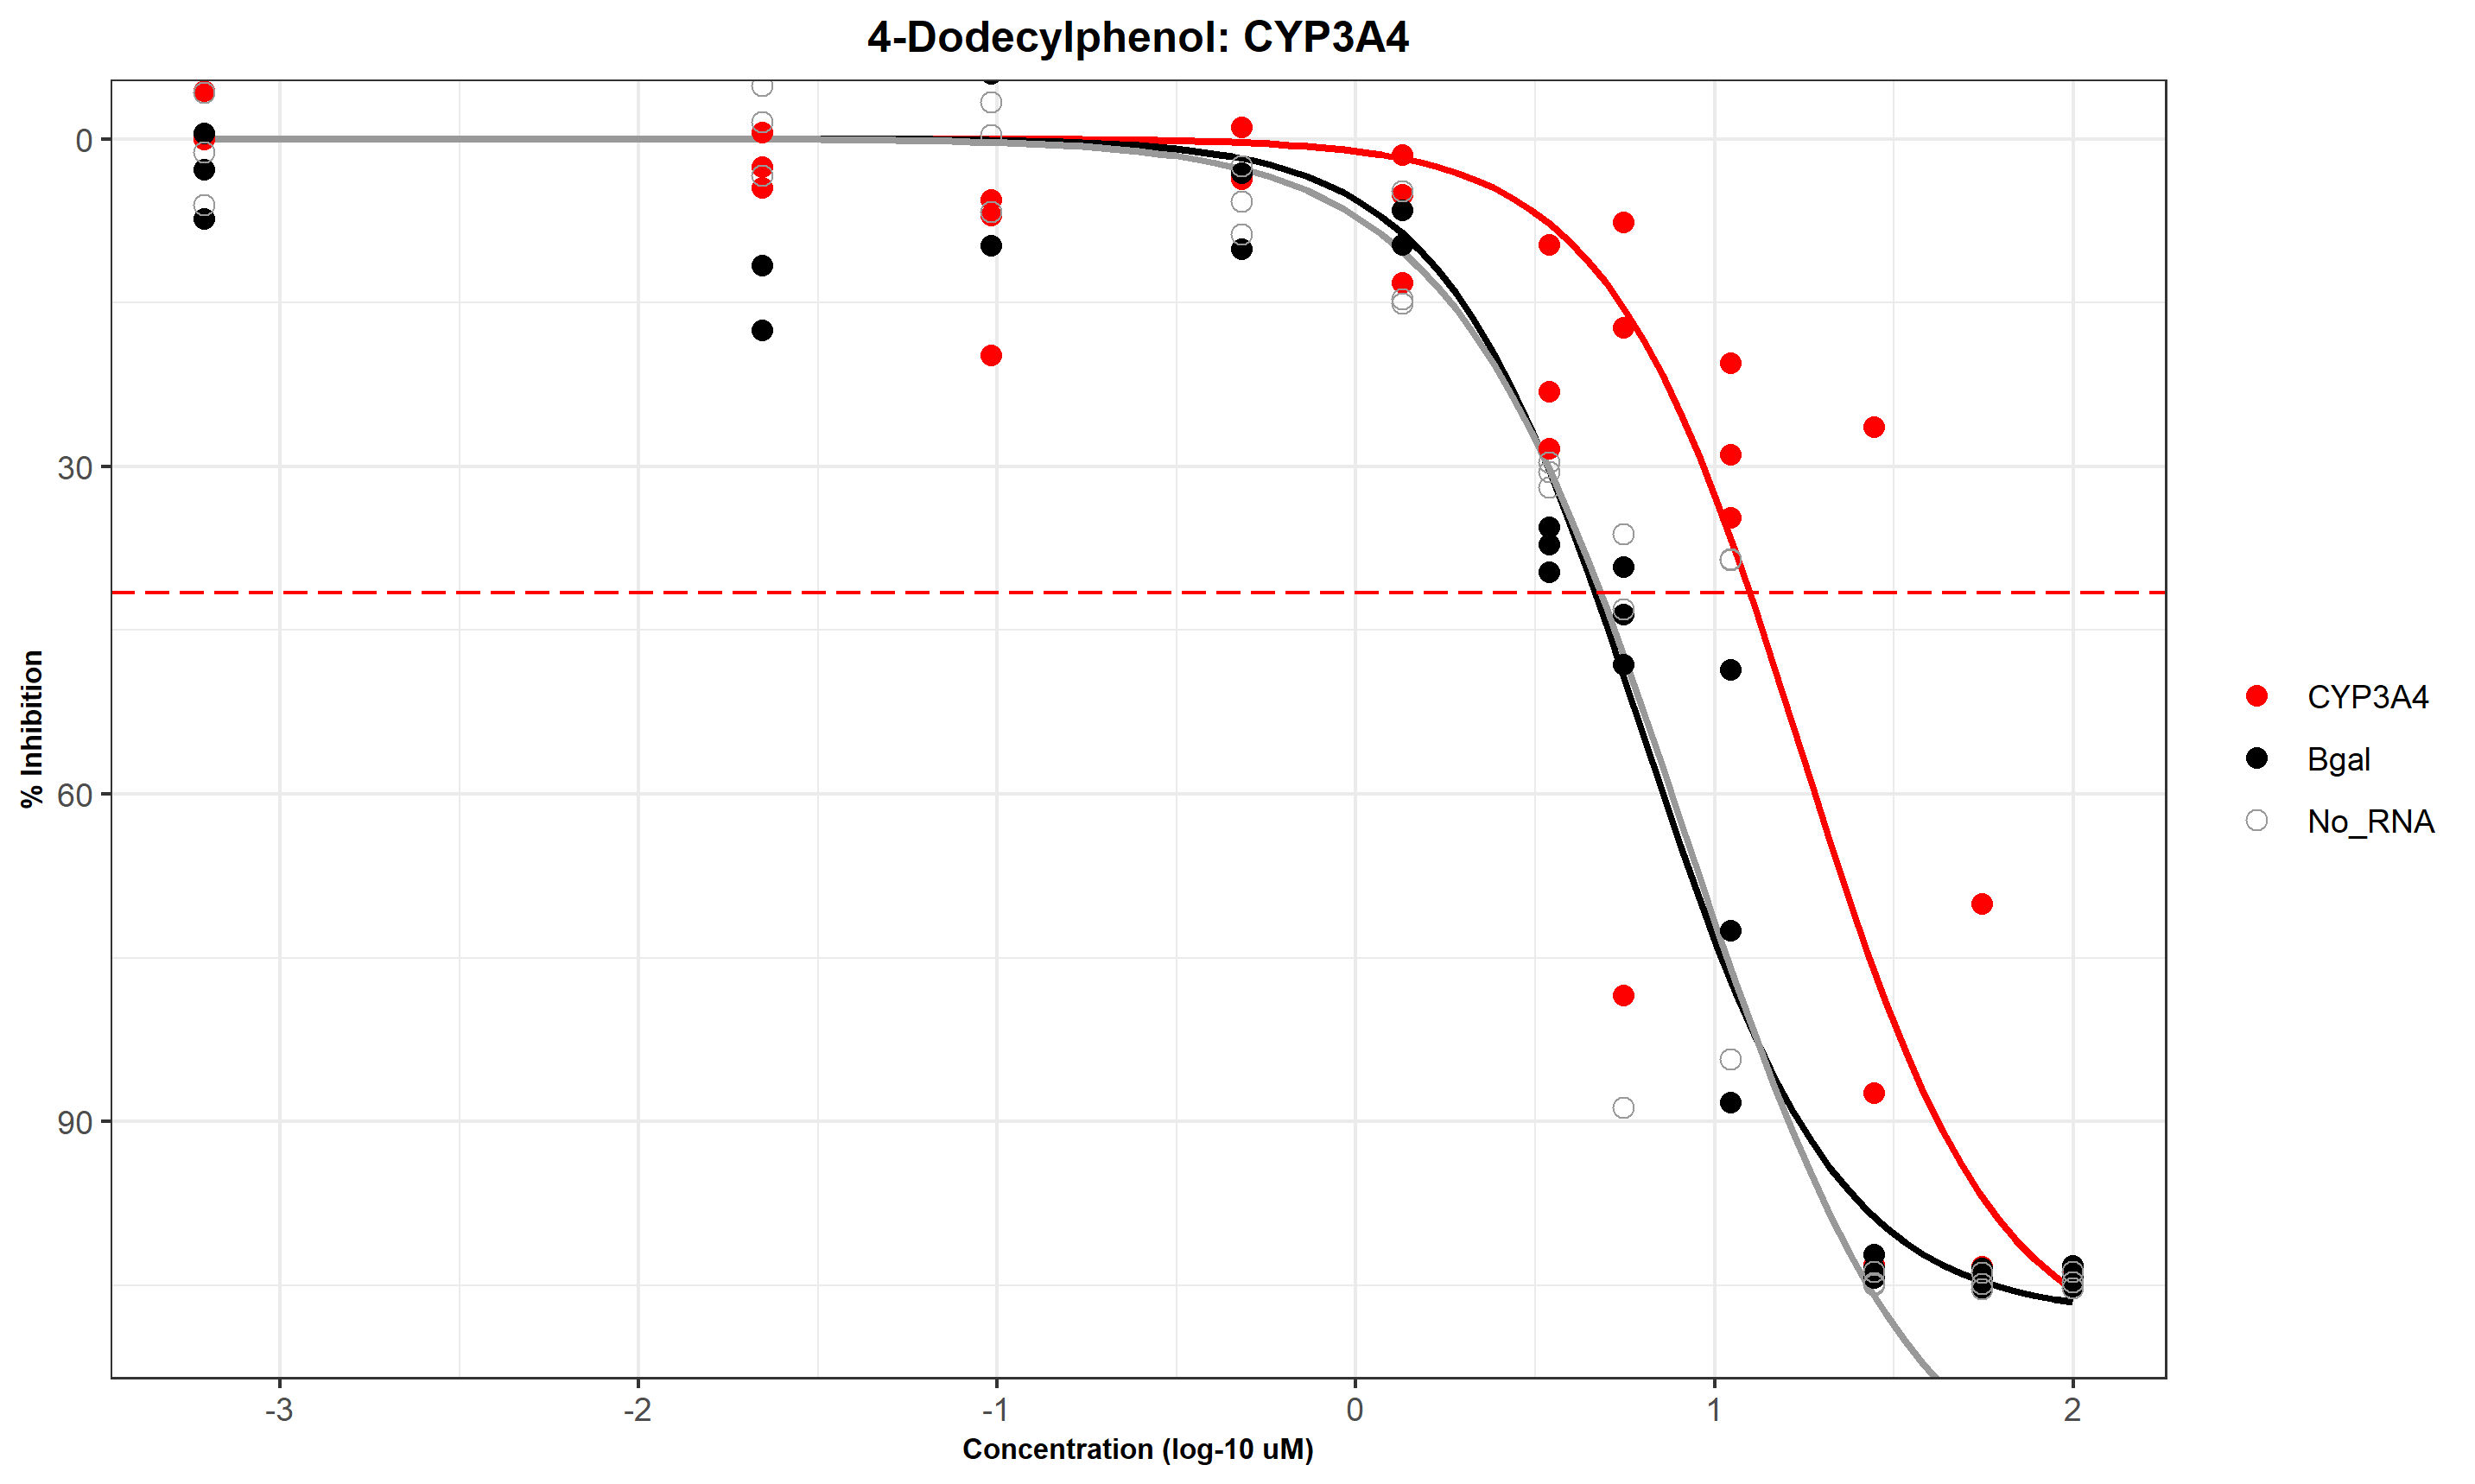 4-Dodecylphenol: CYP3A4
% Inhibition
0
30
60
90
-3
-2
-1
0
1
2
Concentration (log-10 uM)
CYP3A4
Bgal
No_RNA